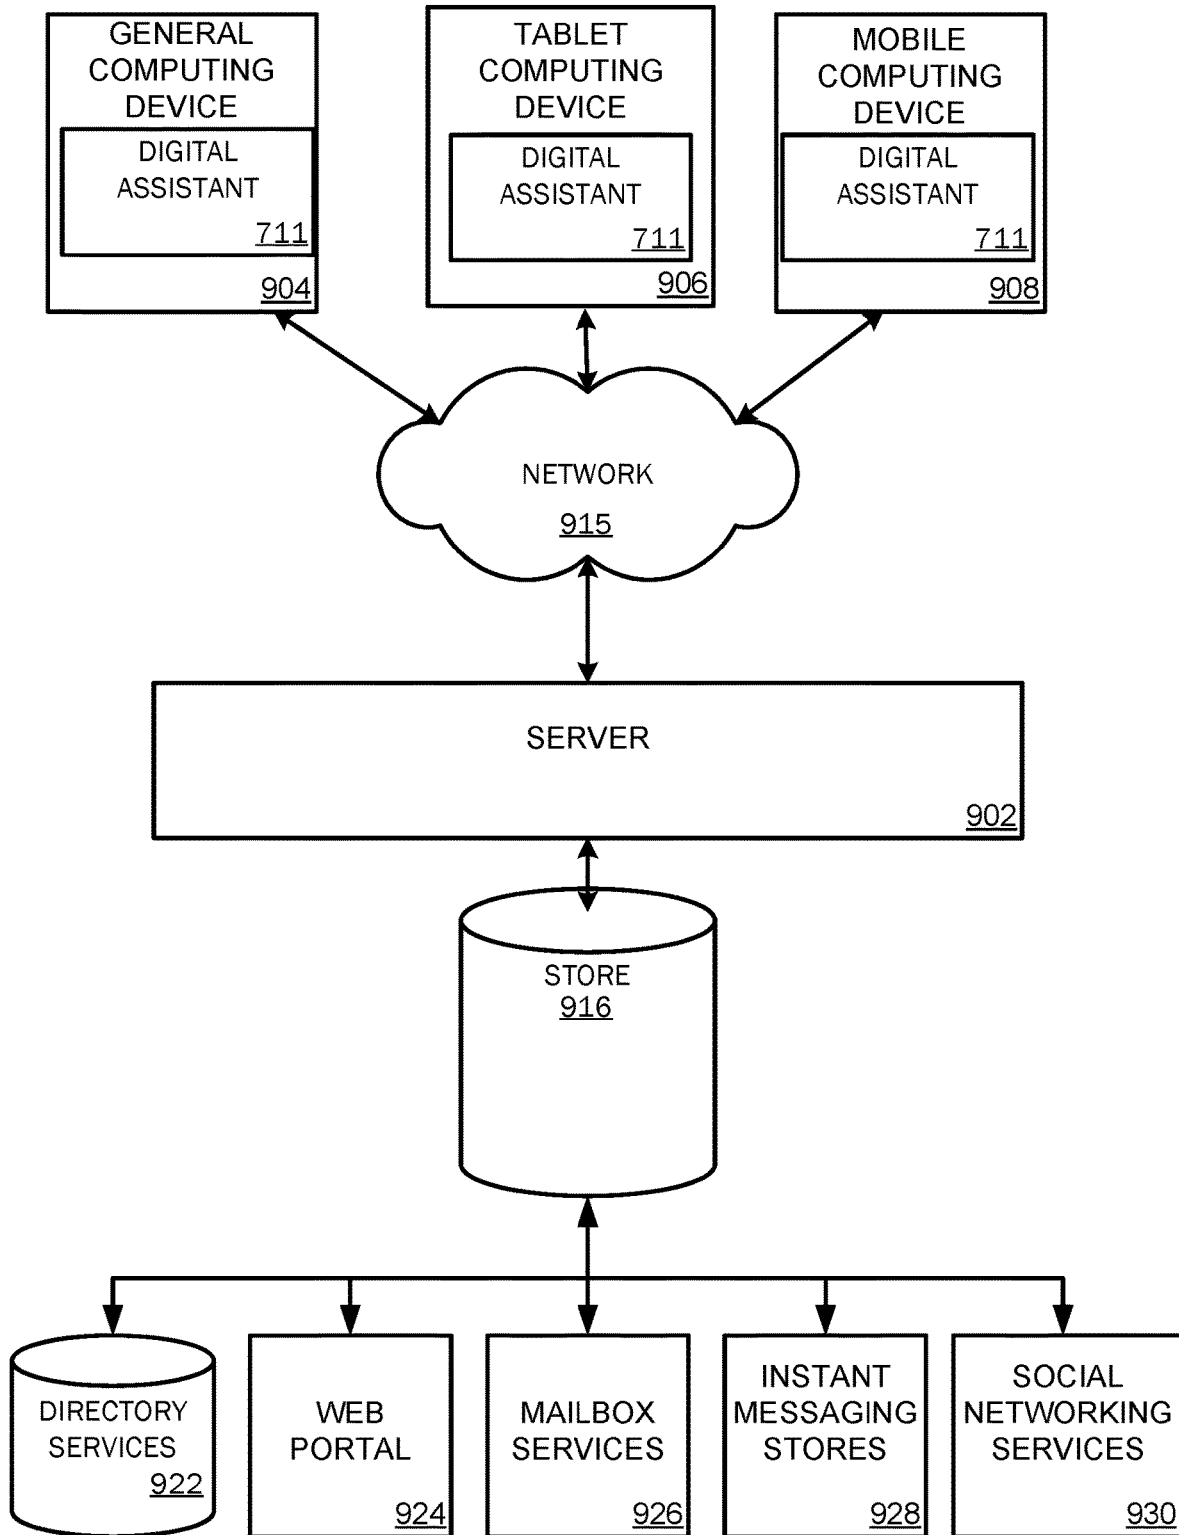 GENERAL
COMPUTING
DEVICE
DIGITAL
ASSISTANT
711
904
TABLET
COMPUTING
DEVICE
DIGITAL
ASSISTANT
711
906
MOBILE
COMPUTING
DEVICE
DIGITAL
ASSISTANT
711
908
NETWORK
915
SERVER
902
STORE
916
DIRECTORY
SERVICES
922
WEB
PORTAL
924
MAILBOX
SERVICES
926
INSTANT
MESSAGING
STORES
928
SOCIAL
NETWORKING
SERVICES
930